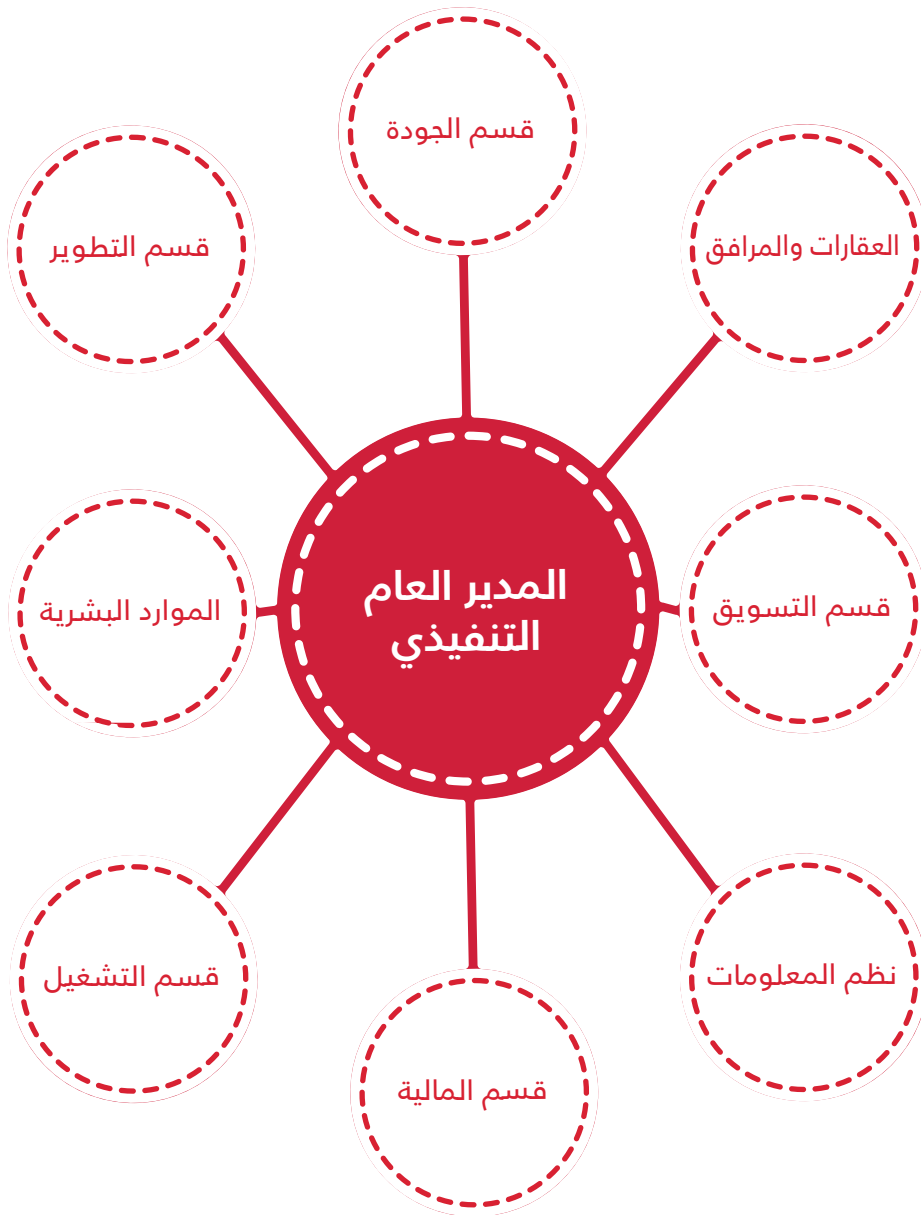 قسم الجودة
العقارات والمرافق
قسم التطوير
المدير العام
التنفيذي
قسم التسويق
الموارد البشرية
نظم المعلومات
قسم التشغيل
قسم المالية